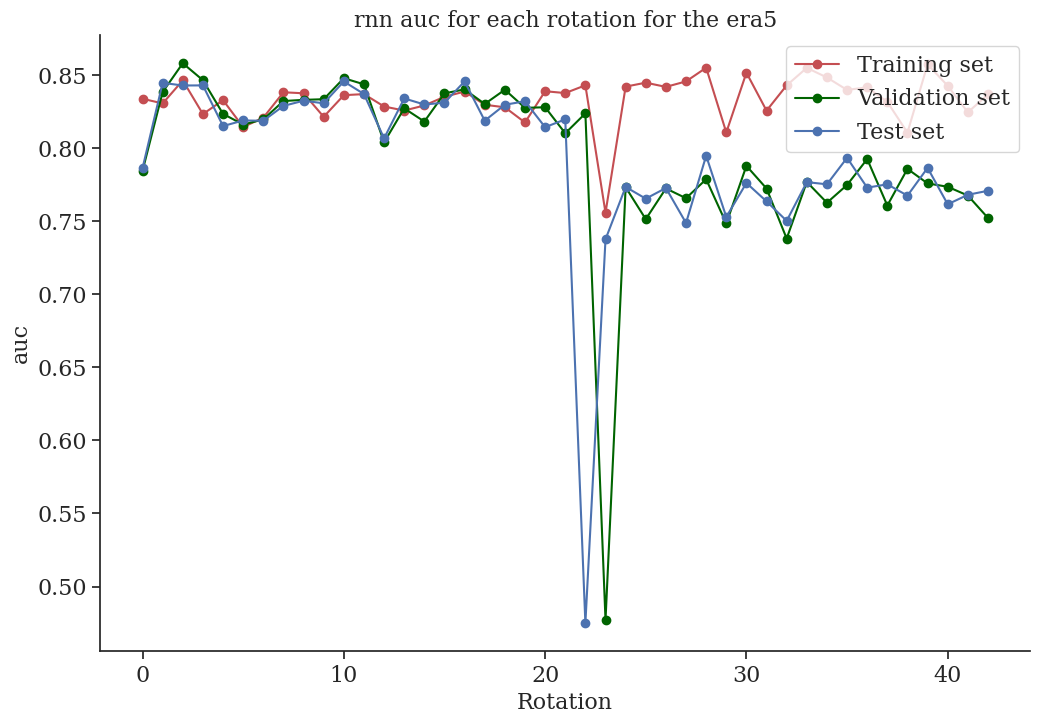 rnn auc for each rotation for the era5
Training set
Validation set
Test set
auc
0.85
0.80
0.75
0.70
0.65
0.60
0.55
0.50
0
10
20
30
40
Rotation